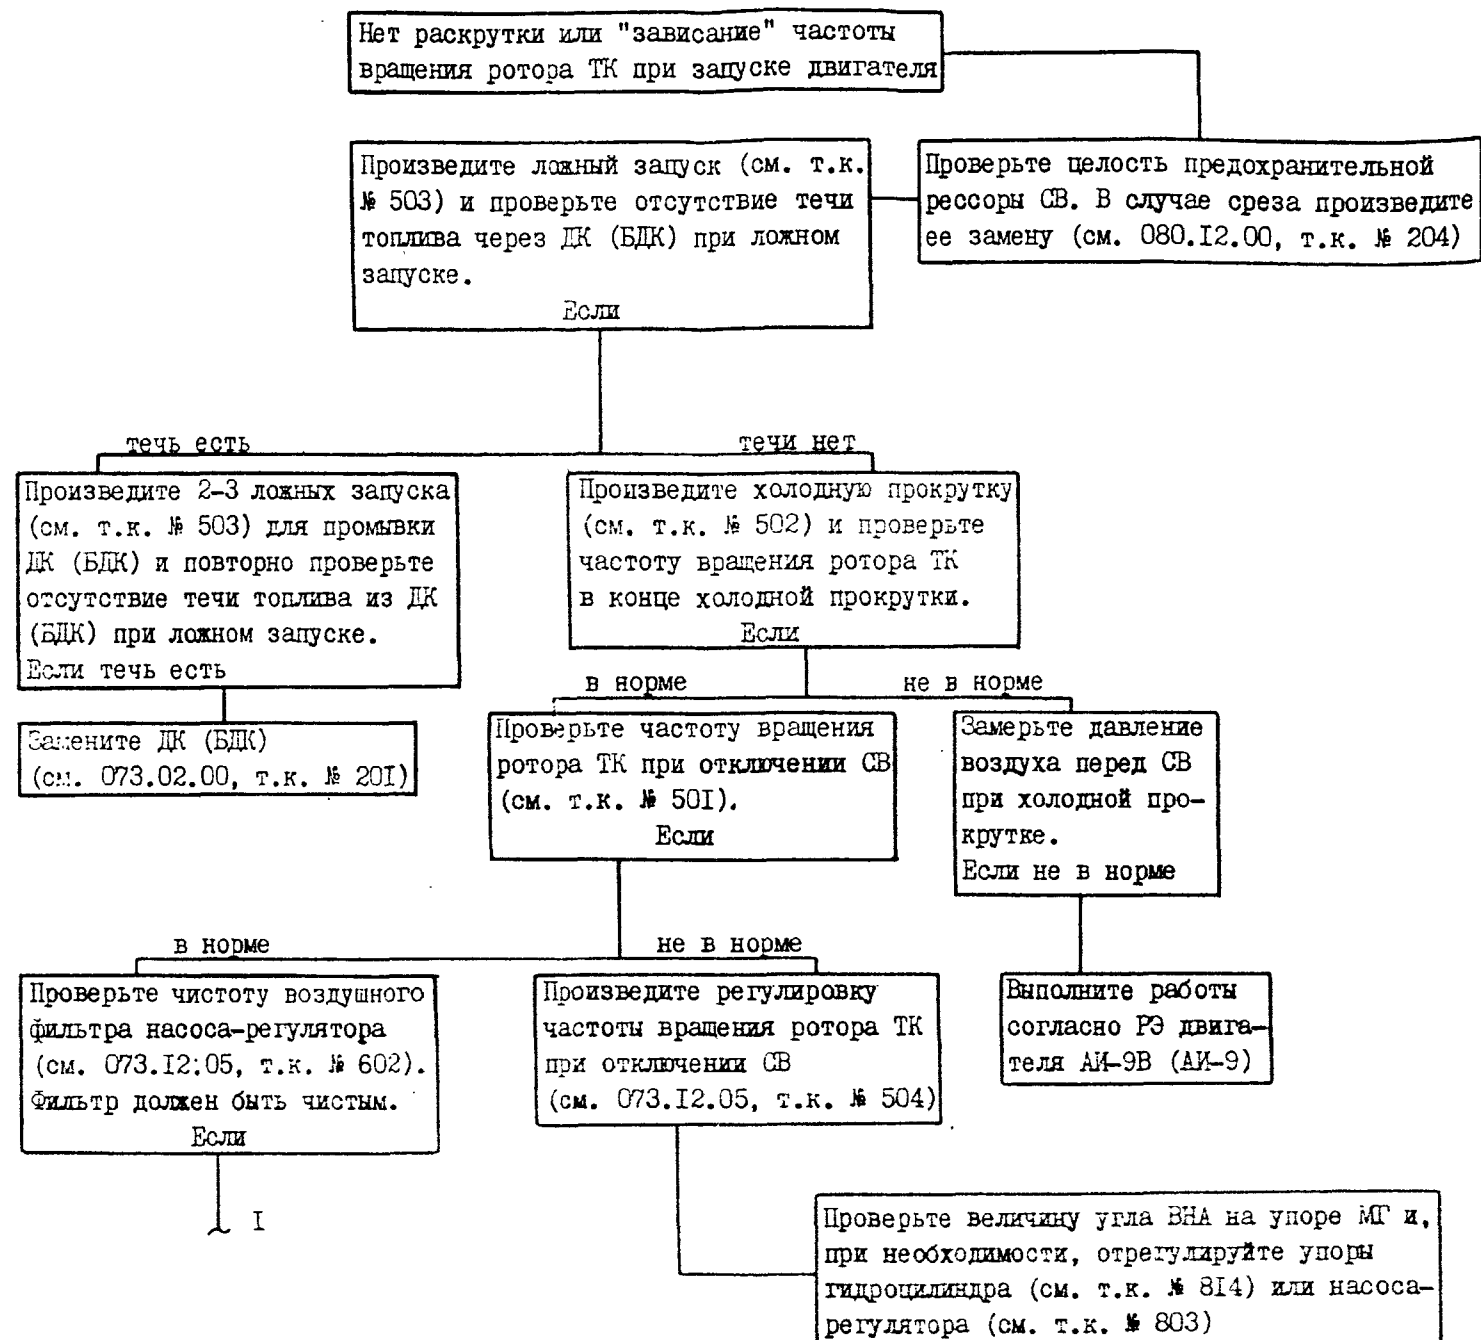 Нет раскрутки или "зависание" частоты
вращения ротора ТК при запуске двигателя
Произведите ложный запуск (см. т.к.
№ 503) и проверьте отсутствие течи
топлива через ДК (БДК) при ложном
запуске.
Если
Проверьте целость предохранительной
рессоры СВ. В случае среза произведите
ее замену (см. 080.I2.00, т.к. № 204)
течь есть
течи нет
Произведите 2-3 ложных запуска
(см. т.к. № 503) для промывки
ДК (БДК) и повторно проверьте
отсутствие течи топлива из ДК
(БДК) при ложном запуске.
Если течь есть
Произведите холодную прокрутку
(см. т.к. № 502) и проверьте
частоту вращения ротора ТК
в конце холодной прокрутки.
Если
Замените ДК (БДК)
(см. 073.02.00, т.к. № 20I)
в норме
не в норме
Проверьте частоту вращения
ротора ТК при отключении СВ
(см. т.к. № 50I).
Если
Замерьте давление
воздуха перед СВ
при холодной про-
крутке.
Если не в норме
в норме
не в норме
Проверьте чистоту воздушного
фильтра насоса-регулятора
(см. 073.I2:05, т.к. № 602).
Фильтр должен быть чистым.
Если
Произведите регулировку
частоты вращения ротора ТК
при отключении СВ
(см. 073.I2.05, т.к. № 504)
Выполните работы
согласно РЭ двига-
теля АИ-9В (АИ-9)
I
Проверьте величину угла ВНА на упоре МГ и,
при необходимости, отрегулируйте упоры
гидроцилиндра (см. т.к. № 8I4) или насоса-
регулятора (см. т.к. № 803)